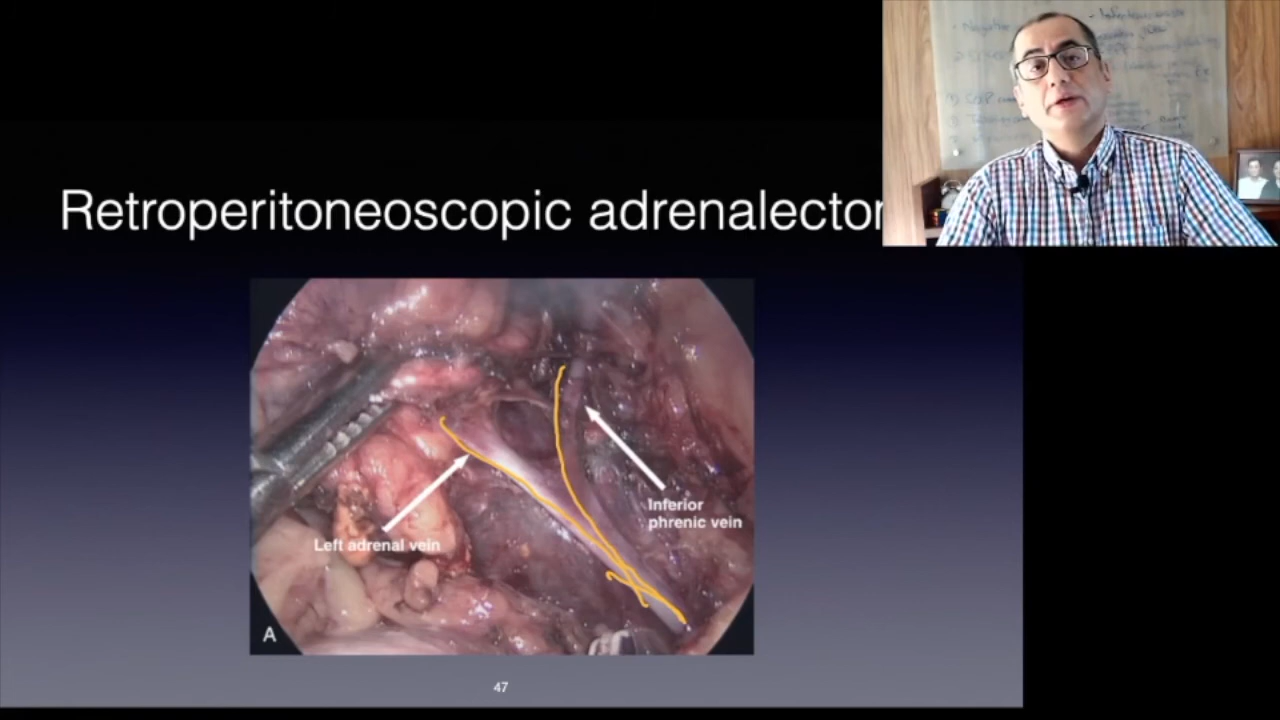 Retroperitoneoscopic adrenalector
Inferior
phrenic vein
Left adrenal vein
A
47